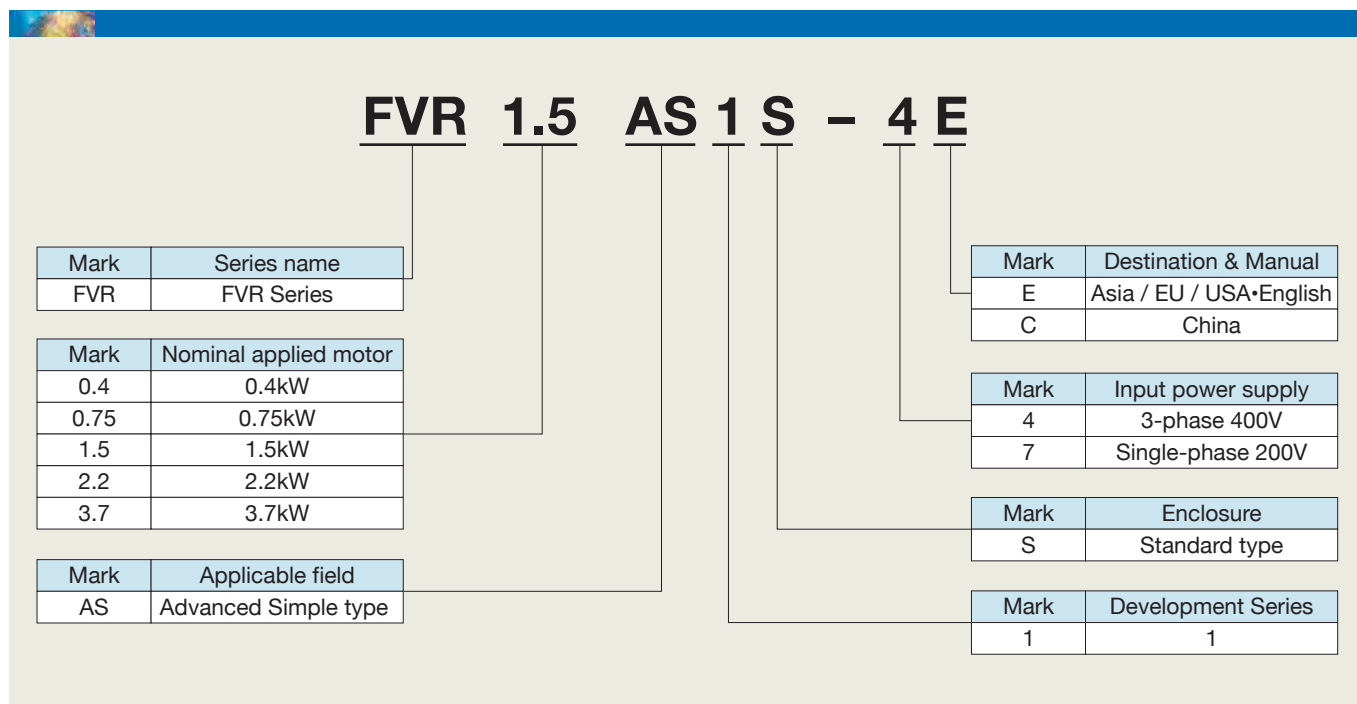 FVR 1.5 AS 1 S – 4 E
Mark Series name
FVR FVR Series
Mark Nominal applied motor
0.4 0.4kW
0.75 0.75kW
1.5 1.5kW
2.2 2.2kW
3.7 3.7kW
Mark Applicable field
AS Advanced Simple type
Mark Destination & Manual
E Asia / EU / USA•English
C China
Mark Input power supply
4 3-phase 400V
7 Single-phase 200V
Mark Enclosure
S Standard type
Mark Development Series
1 1